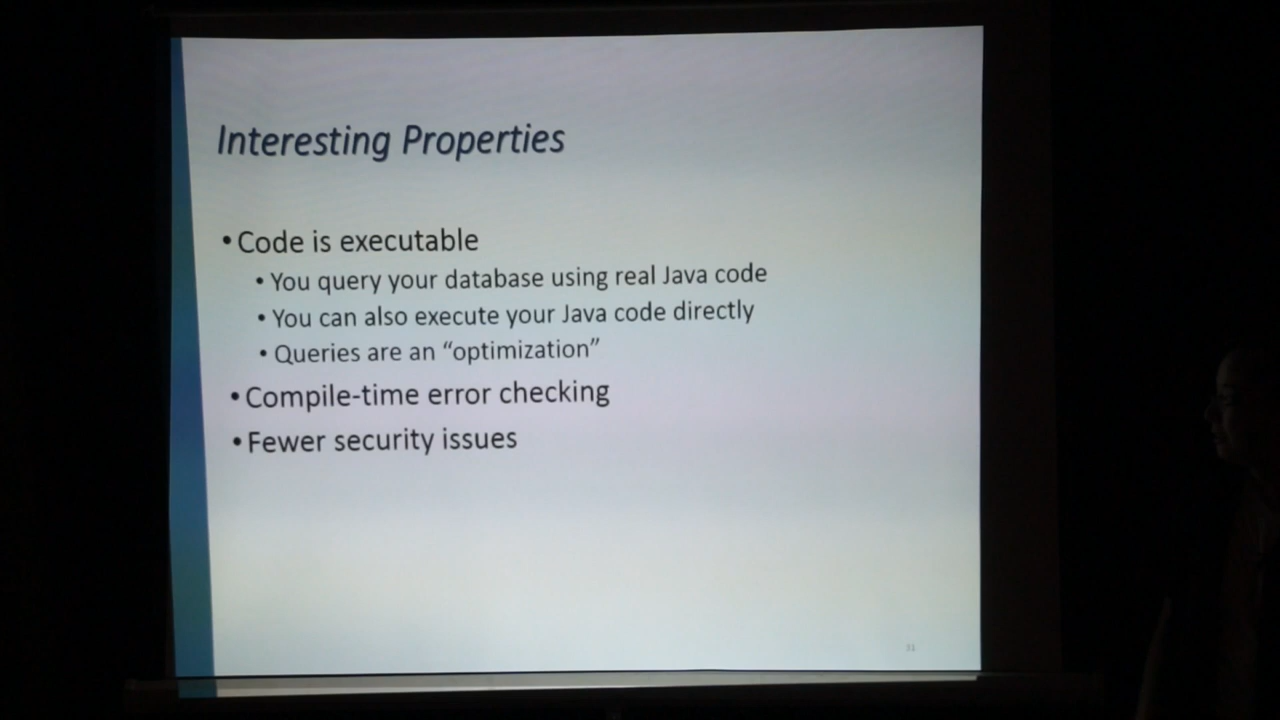 Interesting Properties
• Code is executable
• You query your database using real Java code
• You can also execute your Java code directly
• Queries are an “optimization”
• Compile-time error checking
• Fewer security issues
31